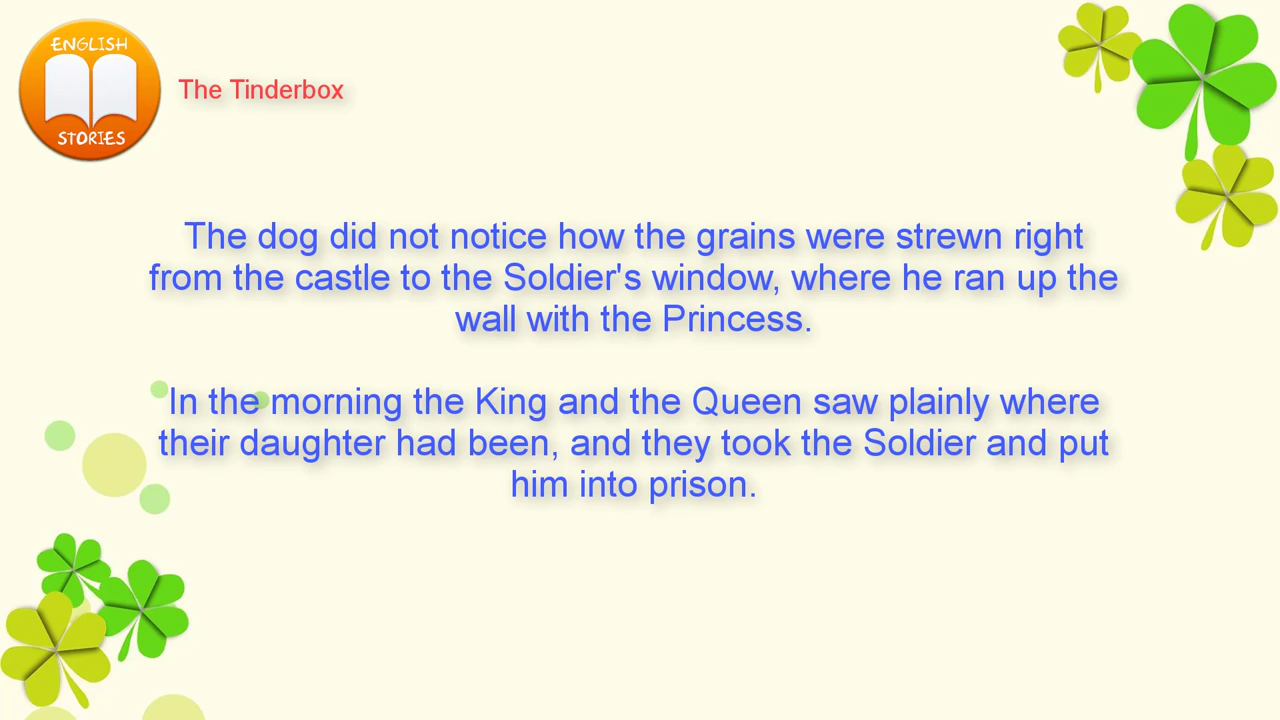 ENGLISH
STORIES
The Tinderbox
The dog did not notice how the grains were strewn right
from the castle to the Soldier's window, where he ran up the
wall with the Princess.
In the morning the King and the Queen saw plainly where
their daughter had been, and they took the Soldier and put
him into prison.